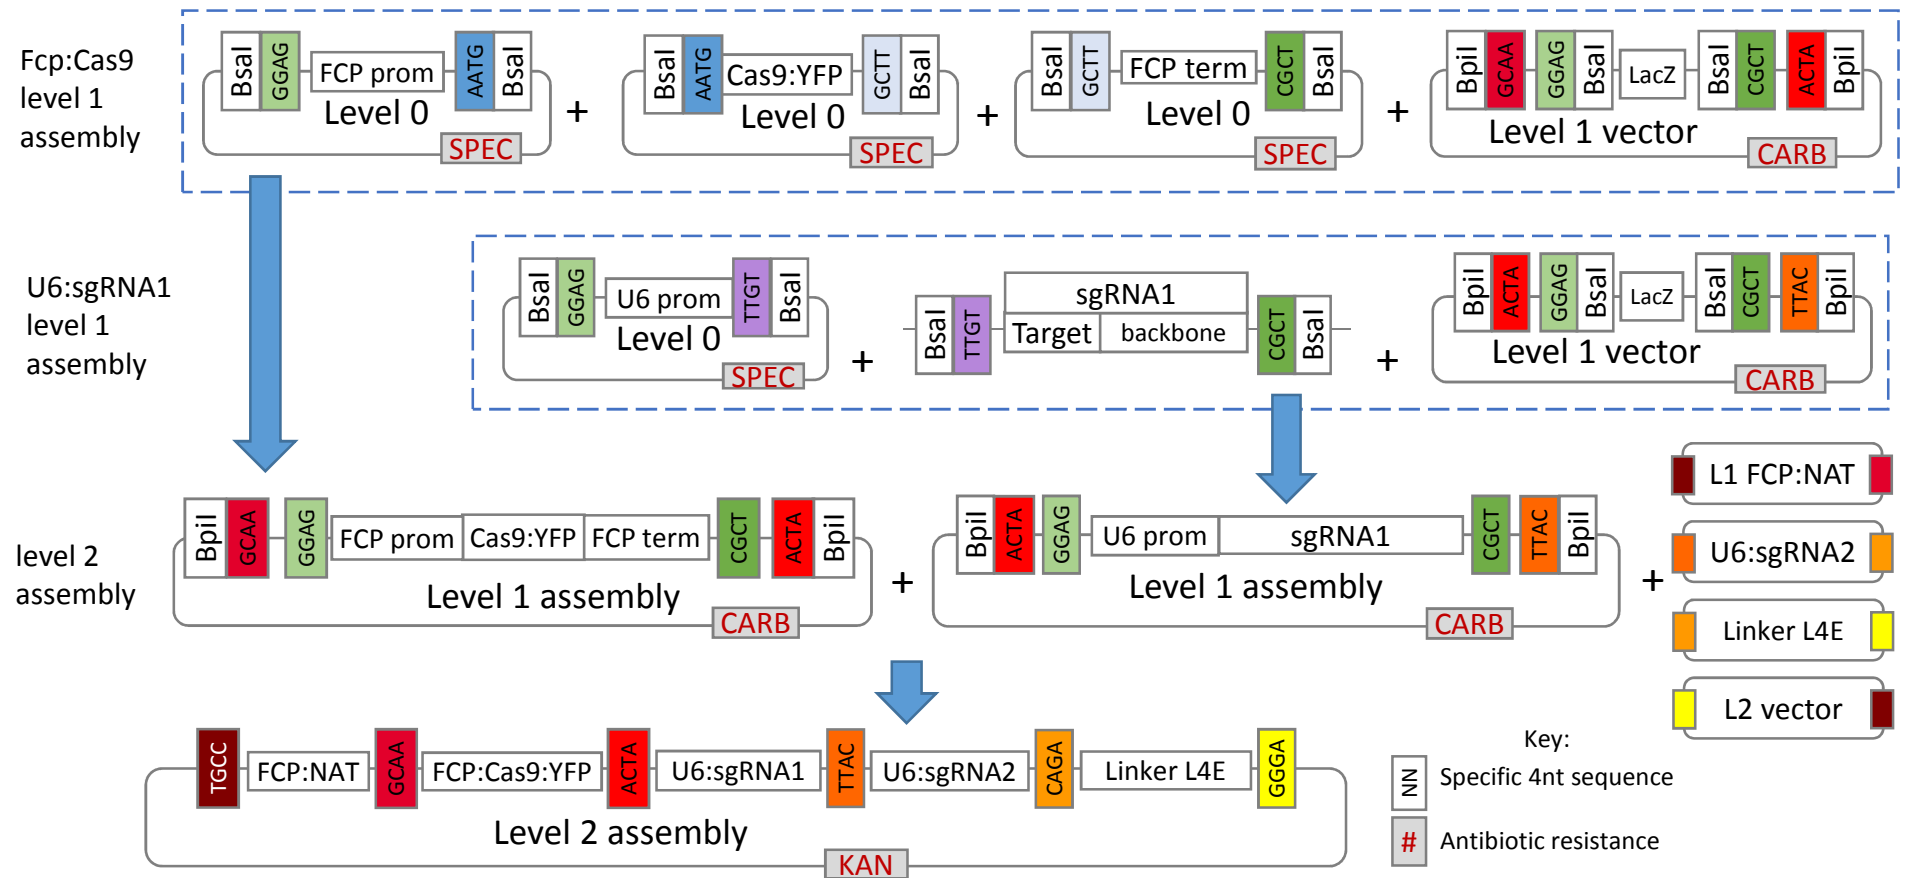 Fcp:Cas9
level 1
assembly
BsaI GGAG FCP prom AATG BsaI
Level 0
SPEC
+
BsaI AATG Cas9:YFP GCTT BsaI
Level 0
SPEC
+
BsaI GCTT FCP term CGCT BsaI
Level 0
SPEC
+
BpiI GCAA GGAG BsaI LacZ BsaI CGCT ACTA BpiI
Level 1 vector
CARB
U6:sgRNA1
level 1
assembly
BsaI GGAG U6 prom TTGT BsaI
Level 0
SPEC
+
BsaI TTGT sgRNA1 CGCT BsaI
Target backbone
+
BpiI ACTA GGAG BsaI LacZ BsaI CGCT TTAC BpiI
Level 1 vector
CARB
level 2
assembly
BpiI GCAA GGAG FCP prom Cas9:YFP FCP term CGCT ACTA BpiI
Level 1 assembly
CARB
+
BpiI ACTA GGAG U6 prom sgRNA1 CGCT TTAC BpiI
Level 1 assembly
CARB
+
L1 FCP:NAT
U6:sgRNA2
Linker L4E
L2 vector
TGCC FCP:NAT GCAA FCP:Cas9:YFP ACTA U6:sgRNA1 TTAC U6:sgRNA2 CAGA Linker L4E GGGA
Level 2 assembly
KAN
Key:
NN Specific 4nt sequence
# Antibiotic resistance